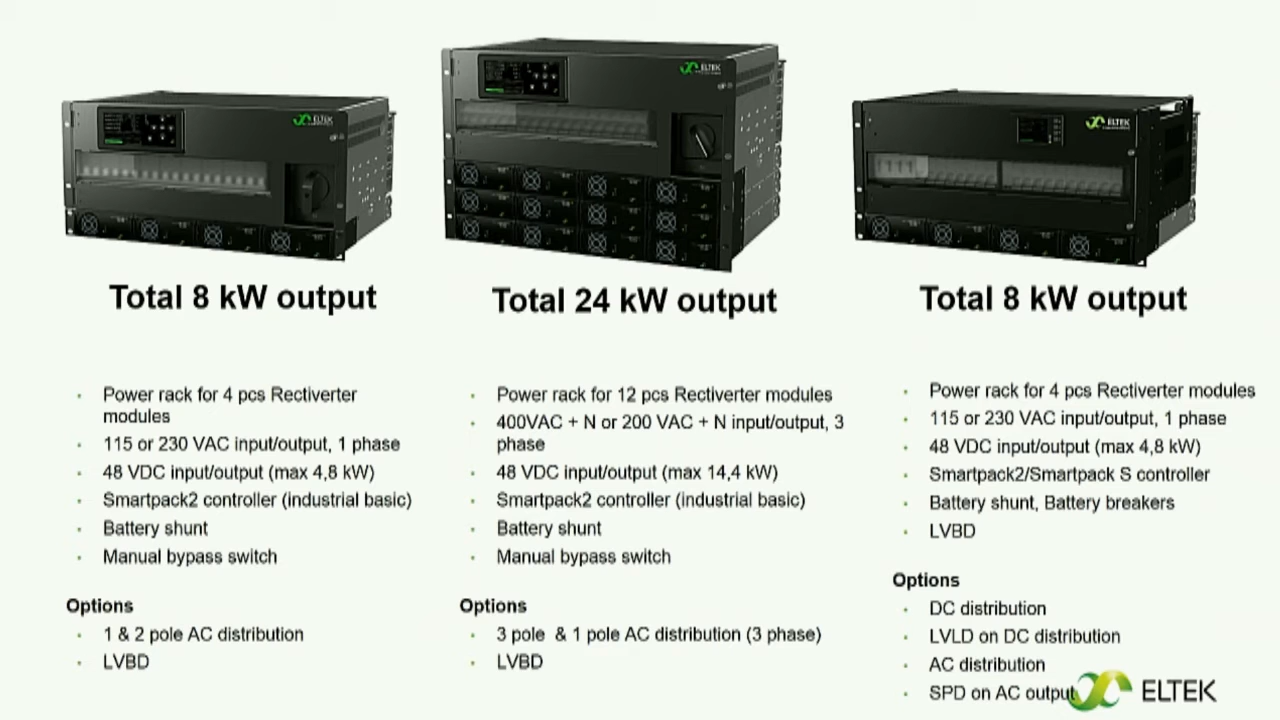 ELTEK
ELTEK
ELTEK
Total 8 kW output
Power rack for 4 pcs Rectiverter
modules
115 or 230 VAC input/output, 1 phase
48 VDC input/output (max 4,8 kW)
Smartpack2 controller (industrial basic)
Battery shunt
Manual bypass switch
Options
1 & 2 pole AC distribution
LVBD
Total 24 kW output
Power rack for 12 pcs Rectiverter modules
400VAC + N or 200 VAC + N input/output, 3
phase
48 VDC input/output (max 14,4 kW)
Smartpack2 controller (industrial basic)
Battery shunt
Manual bypass switch
Options
3 pole & 1 pole AC distribution (3 phase)
LVBD
Total 8 kW output
Power rack for 4 pcs Rectiverter modules
115 or 230 VAC input/output, 1 phase
48 VDC input/output (max 4,8 kW)
Smartpack2/Smartpack S controller
Battery shunt, Battery breakers
LVBD
Options
DC distribution
LVLD on DC distribution
AC distribution
SPD on AC output
ELTEK